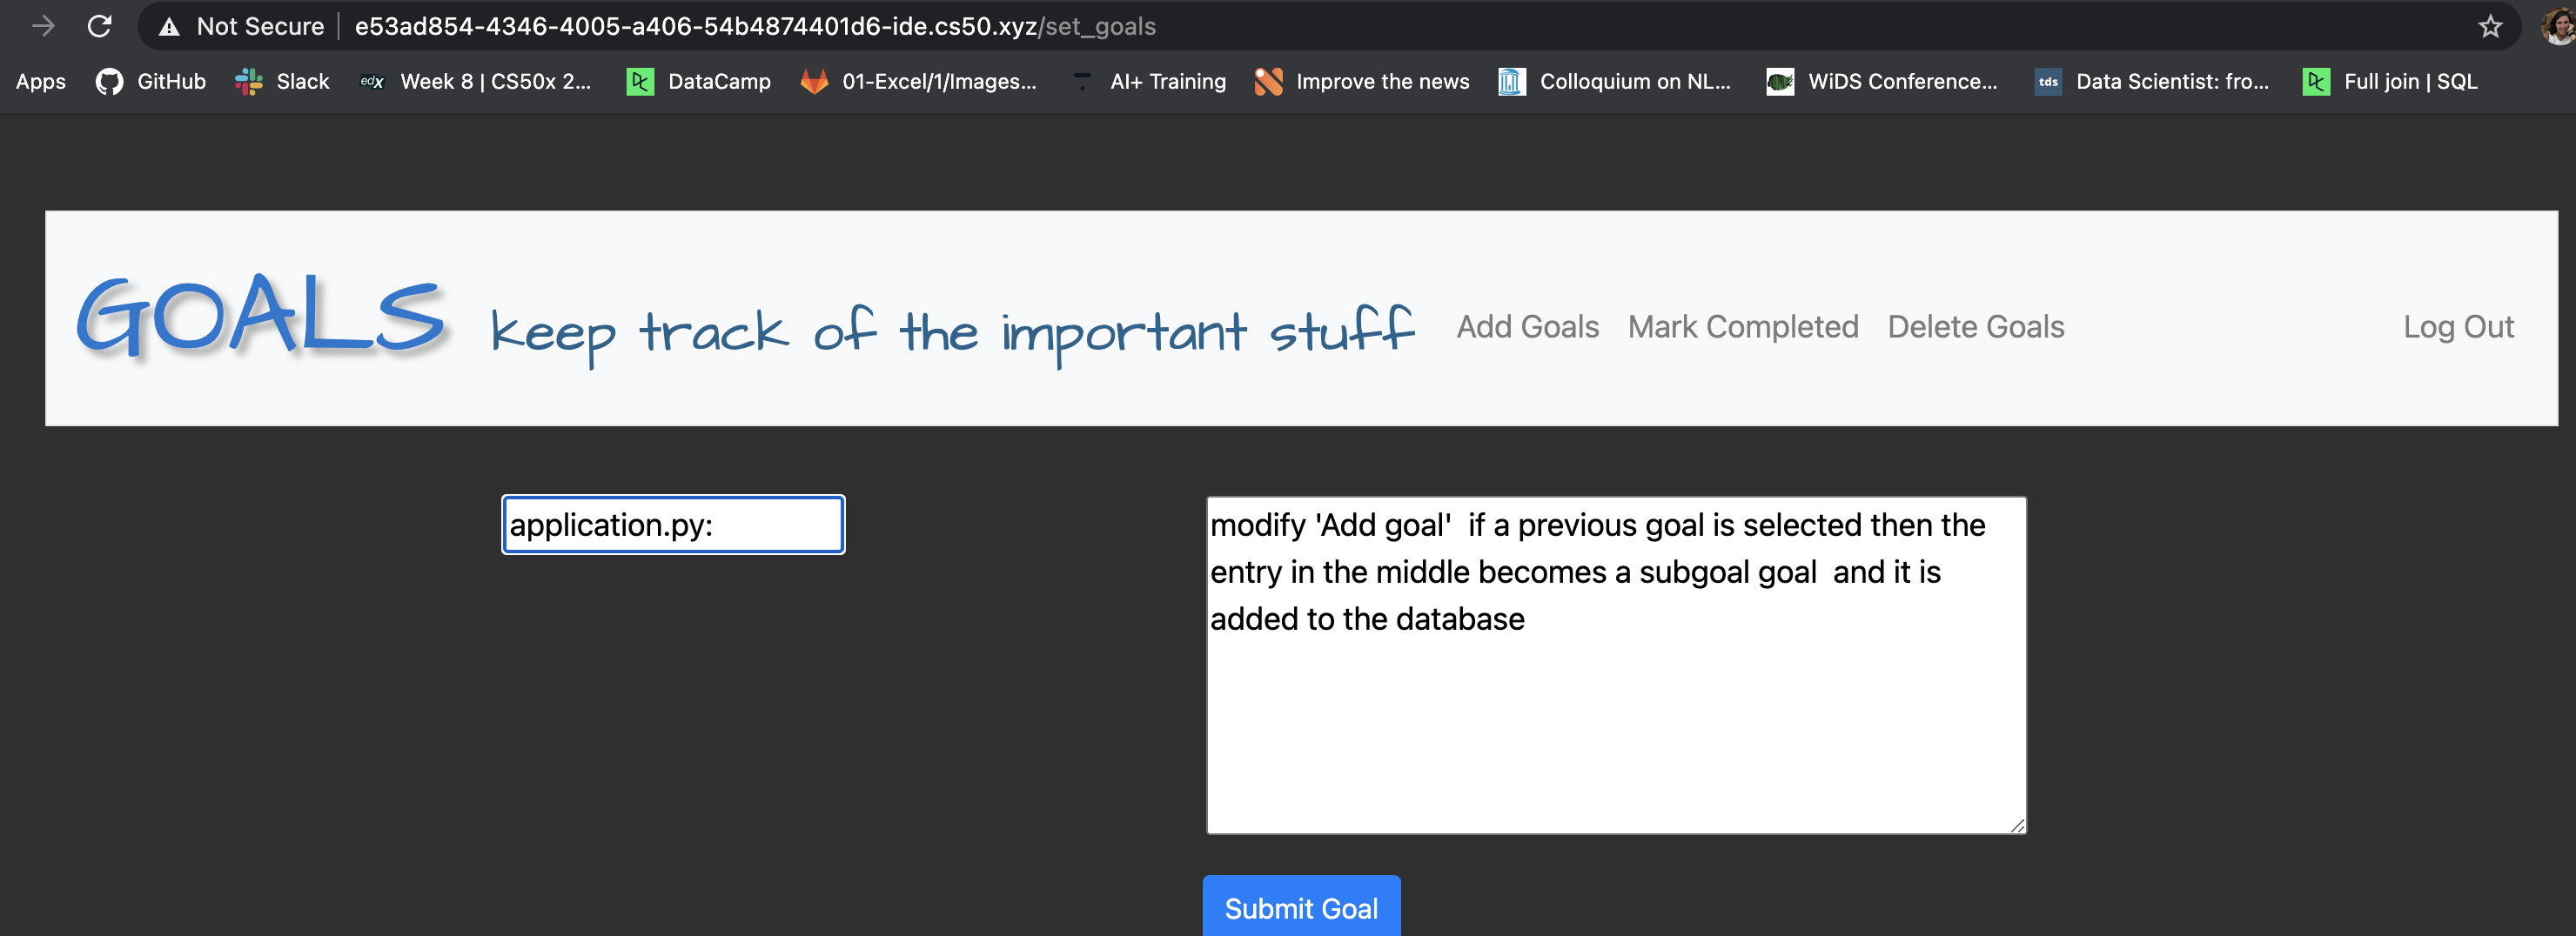 Not Secure e53ad854-4346-4005-a406-54b4874401d6-ide.cs50.xyz/set_goals
Apps GitHub Slack edX Week 8 | CS50x 2... DataCamp 01-Excel/1/Images... AI+ Training Improve the news Colloquium on NL... WiDS Conference... tds Data Scientist: fro... Full join | SQL
GOALS keep track of the important stuff Add Goals Mark Completed Delete Goals Log Out
application.py:
modify 'Add goal'  if a previous goal is selected then the
entry in the middle becomes a subgoal goal  and it is
added to the database
Submit Goal